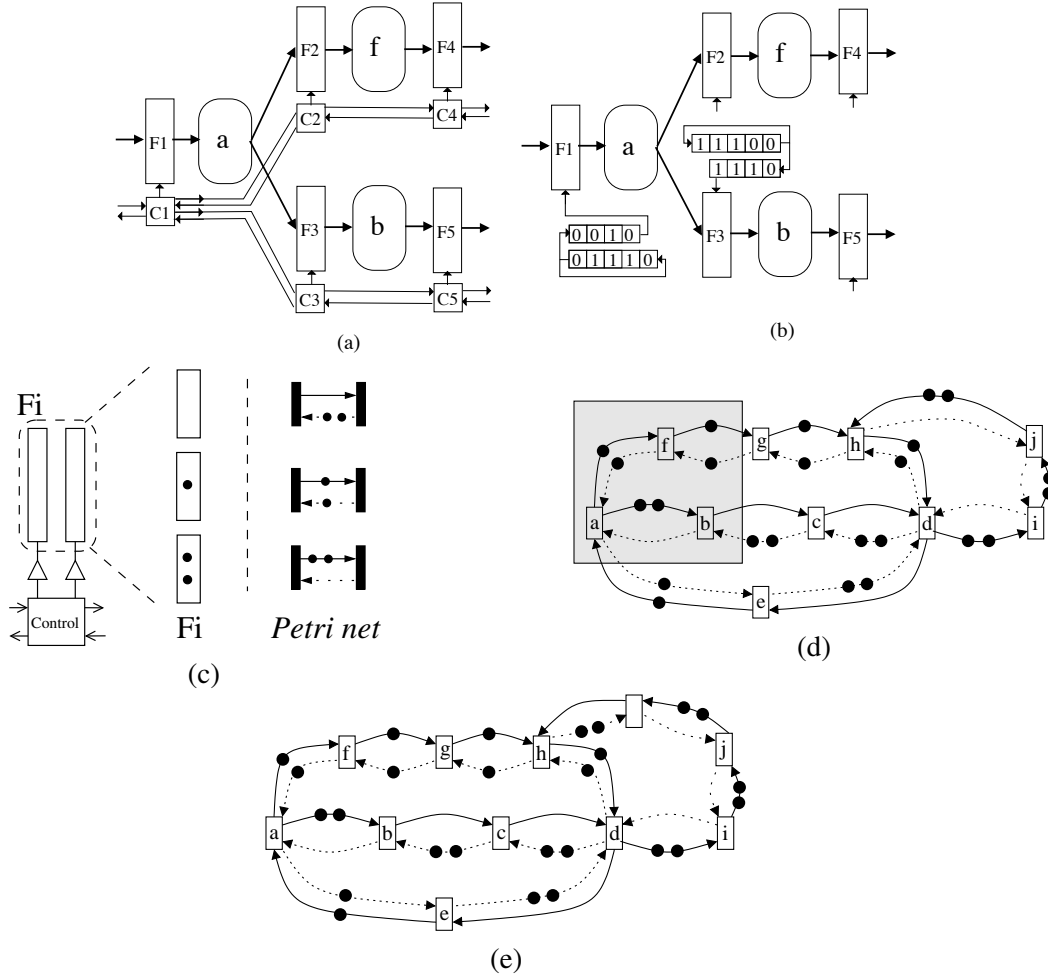 F2 f F4
C2 C4
F1 a
C1
F3 b F5
C3 C5
(a)
F2 f F4
F1 a
1 1 1 0 0
1 1 1 0
F3 b F5
0 0 1 0
0 1 1 1 0
(b)
Fi
Control
Fi
Petri net
(c)
f g h j
a b c d i
e
(d)
f g h j
a b c d i
e
(e)